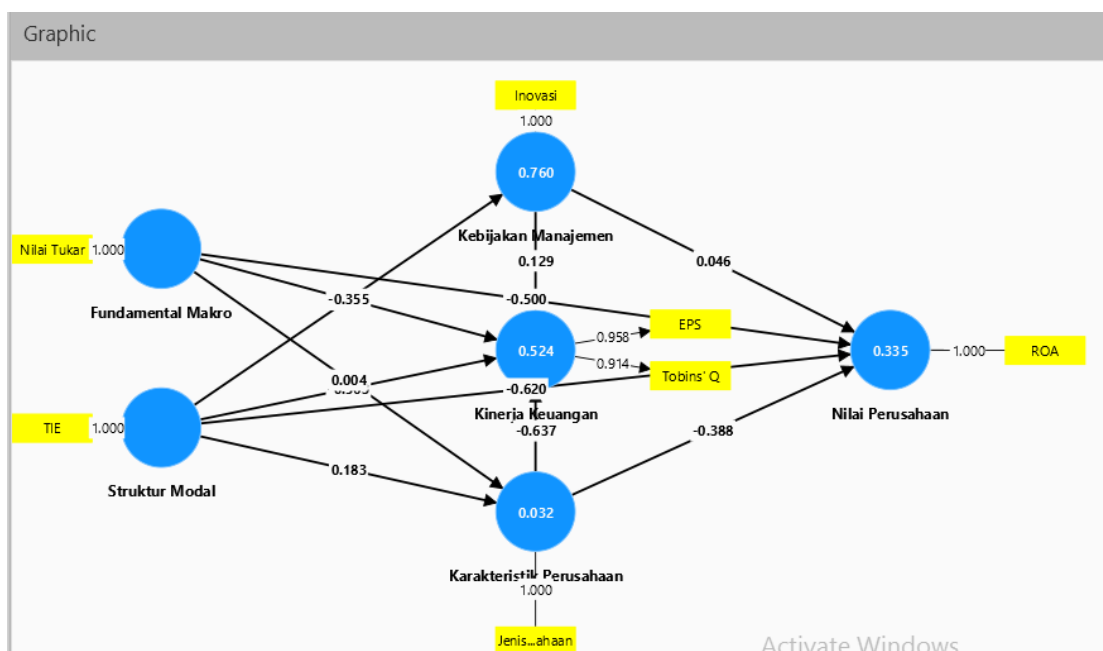 Graphic
Inovasi
1.000
0.760
Kebijakan Manajemen
Nilai Tukar
1.000
Fundamental Makro
0.129
0.046
-0.355
-0.500
EPS
0.958
0.524
0.914
Tobins' Q
0.335
1.000
ROA
Nilai Perusahaan
0.004
-0.620
Kinerja Keuangan
TIE
1.000
-0.637
-0.388
Struktur Modal
0.183
0.032
Karakteristik Perusahaan
1.000
Jenis...ahaan
Activate Windows